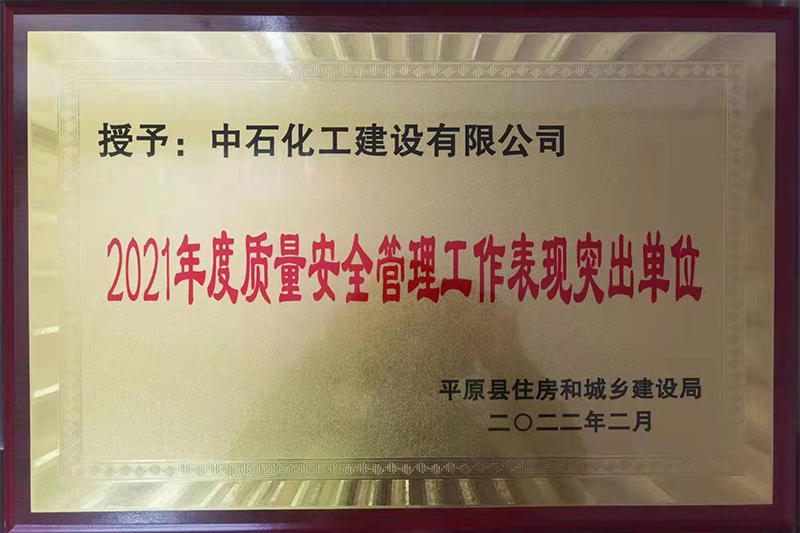 授予：中石化工建设有限公司
2021年度质量安全管理工作表现突出单位
平原县住房和城乡建设局
二〇二二年二月